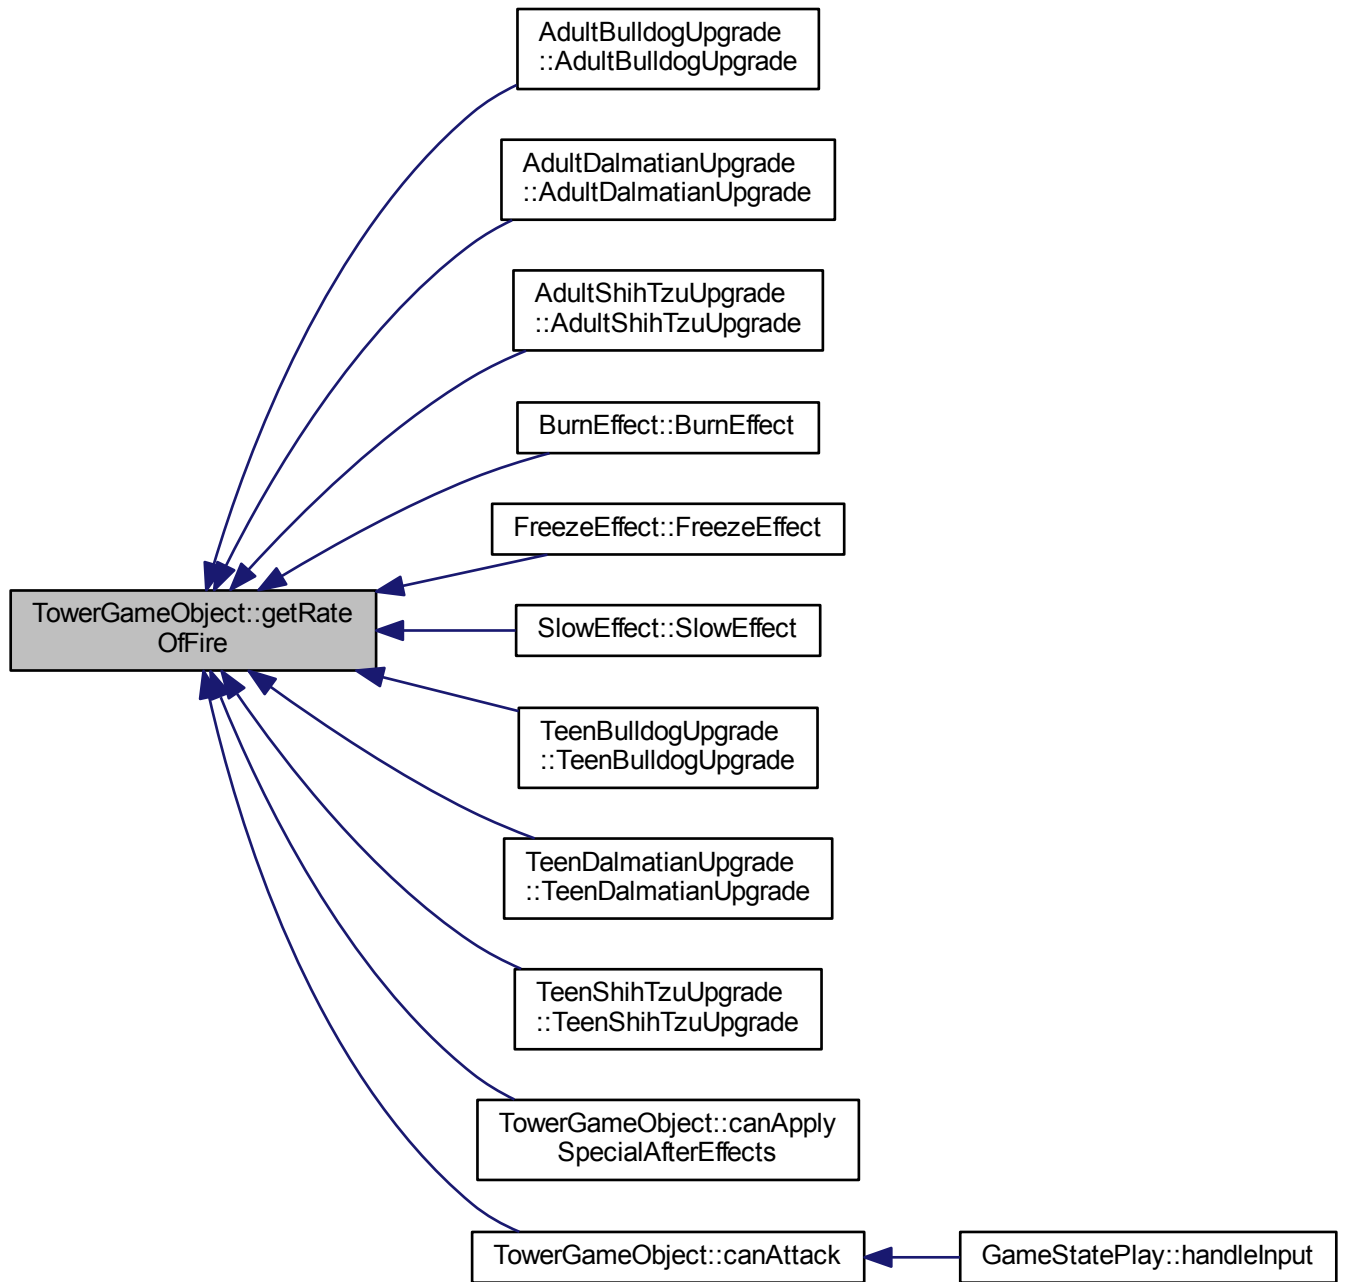 AdultBulldogUpgrade
::AdultBulldogUpgrade
AdultDalmatianUpgrade
::AdultDalmatianUpgrade
AdultShihTzuUpgrade
::AdultShihTzuUpgrade
BurnEffect::BurnEffect
FreezeEffect::FreezeEffect
TowerGameObject::getRate
OfFire
SlowEffect::SlowEffect
TeenBulldogUpgrade
::TeenBulldogUpgrade
TeenDalmatianUpgrade
::TeenDalmatianUpgrade
TeenShihTzuUpgrade
::TeenShihTzuUpgrade
TowerGameObject::canApply
SpecialAfterEffects
TowerGameObject::canAttack
GameStatePlay::handleInput